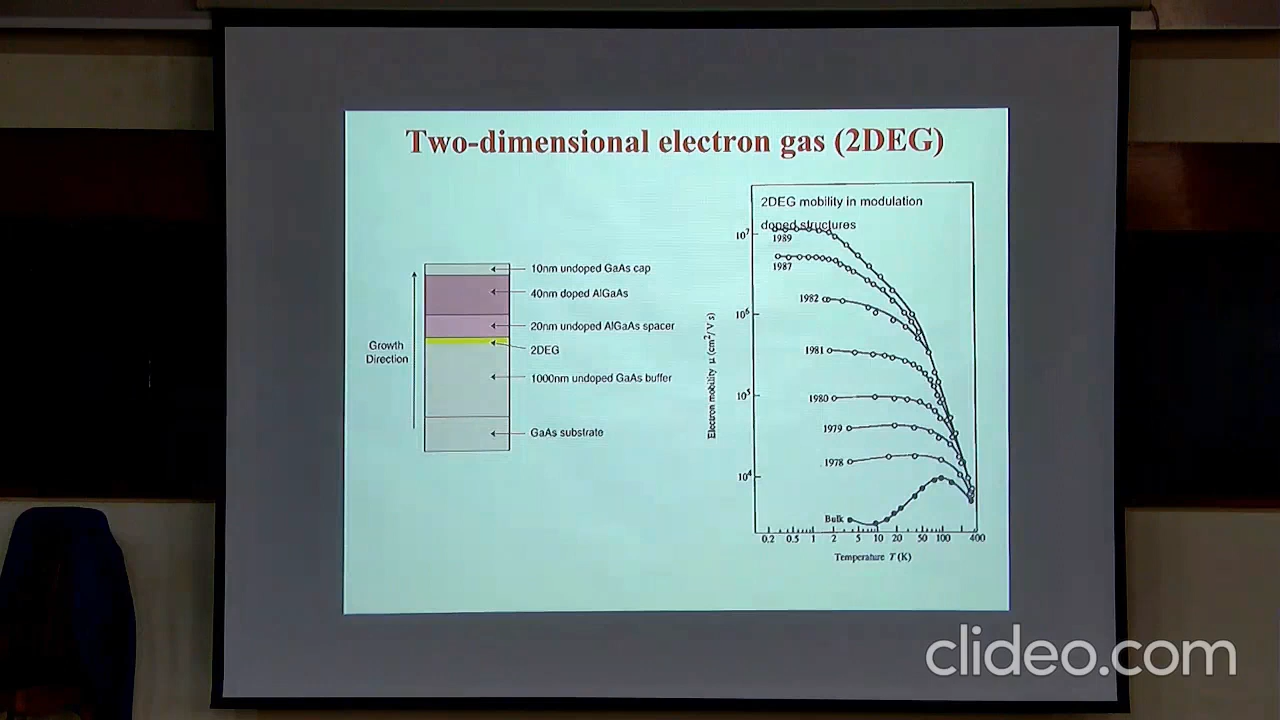 Two-dimensional electron gas (2DEG)
10nm undoped GaAs cap
40nm doped AlGaAs
20nm undoped AlGaAs spacer
2DEG
1000nm undoped GaAs buffer
GaAs substrate
Growth
Direction
2DEG mobility in modulation
doped structures
10⁷
10⁶
10⁵
10⁴
Electron mobility μ (cm²/V s)
1989
1987
1982
1981
1980
1979
1978
Bulk
0.2 0.5 1 2 5 10 20 50 100 400
Temperature T (K)
clideo.com